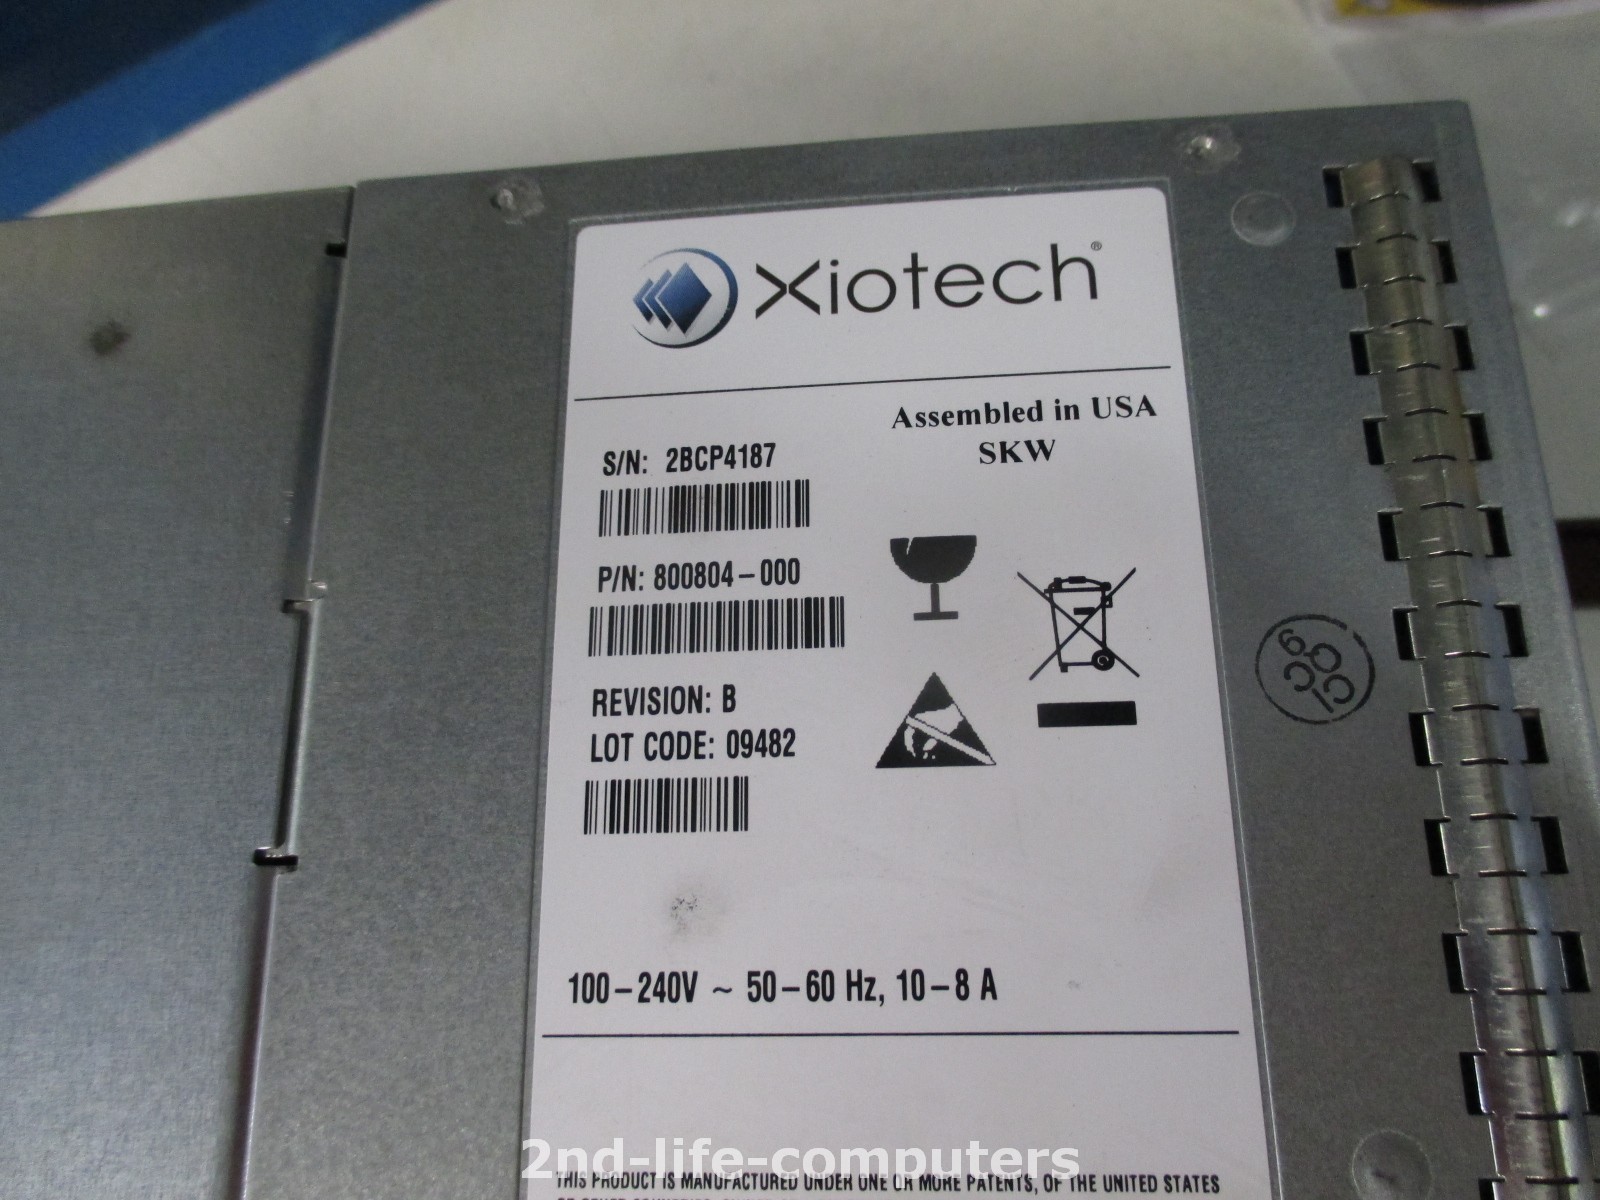 Xiotech®
Assembled in USA
SKW
S/N: 2BCP4187
P/N: 800804-000
REVISION: B
LOT CODE: 09482
100-240V ~ 50-60 Hz, 10-8 A
2nd-life-computers
THIS PRODUCT IS MANUFACTURED UNDER ONE OR MORE PATENTS, OF THE UNITED STATES